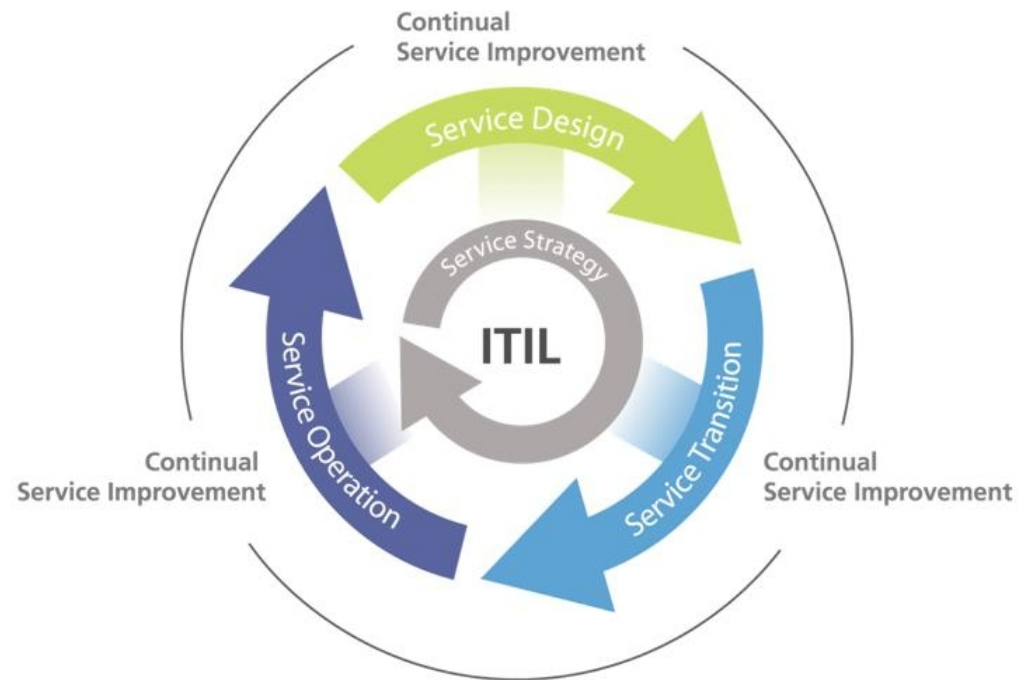 Continual
Service Improvement
Service Design
Service Strategy
ITIL
Service Operation
Service Transition
Continual
Service Improvement
Continual
Service Improvement